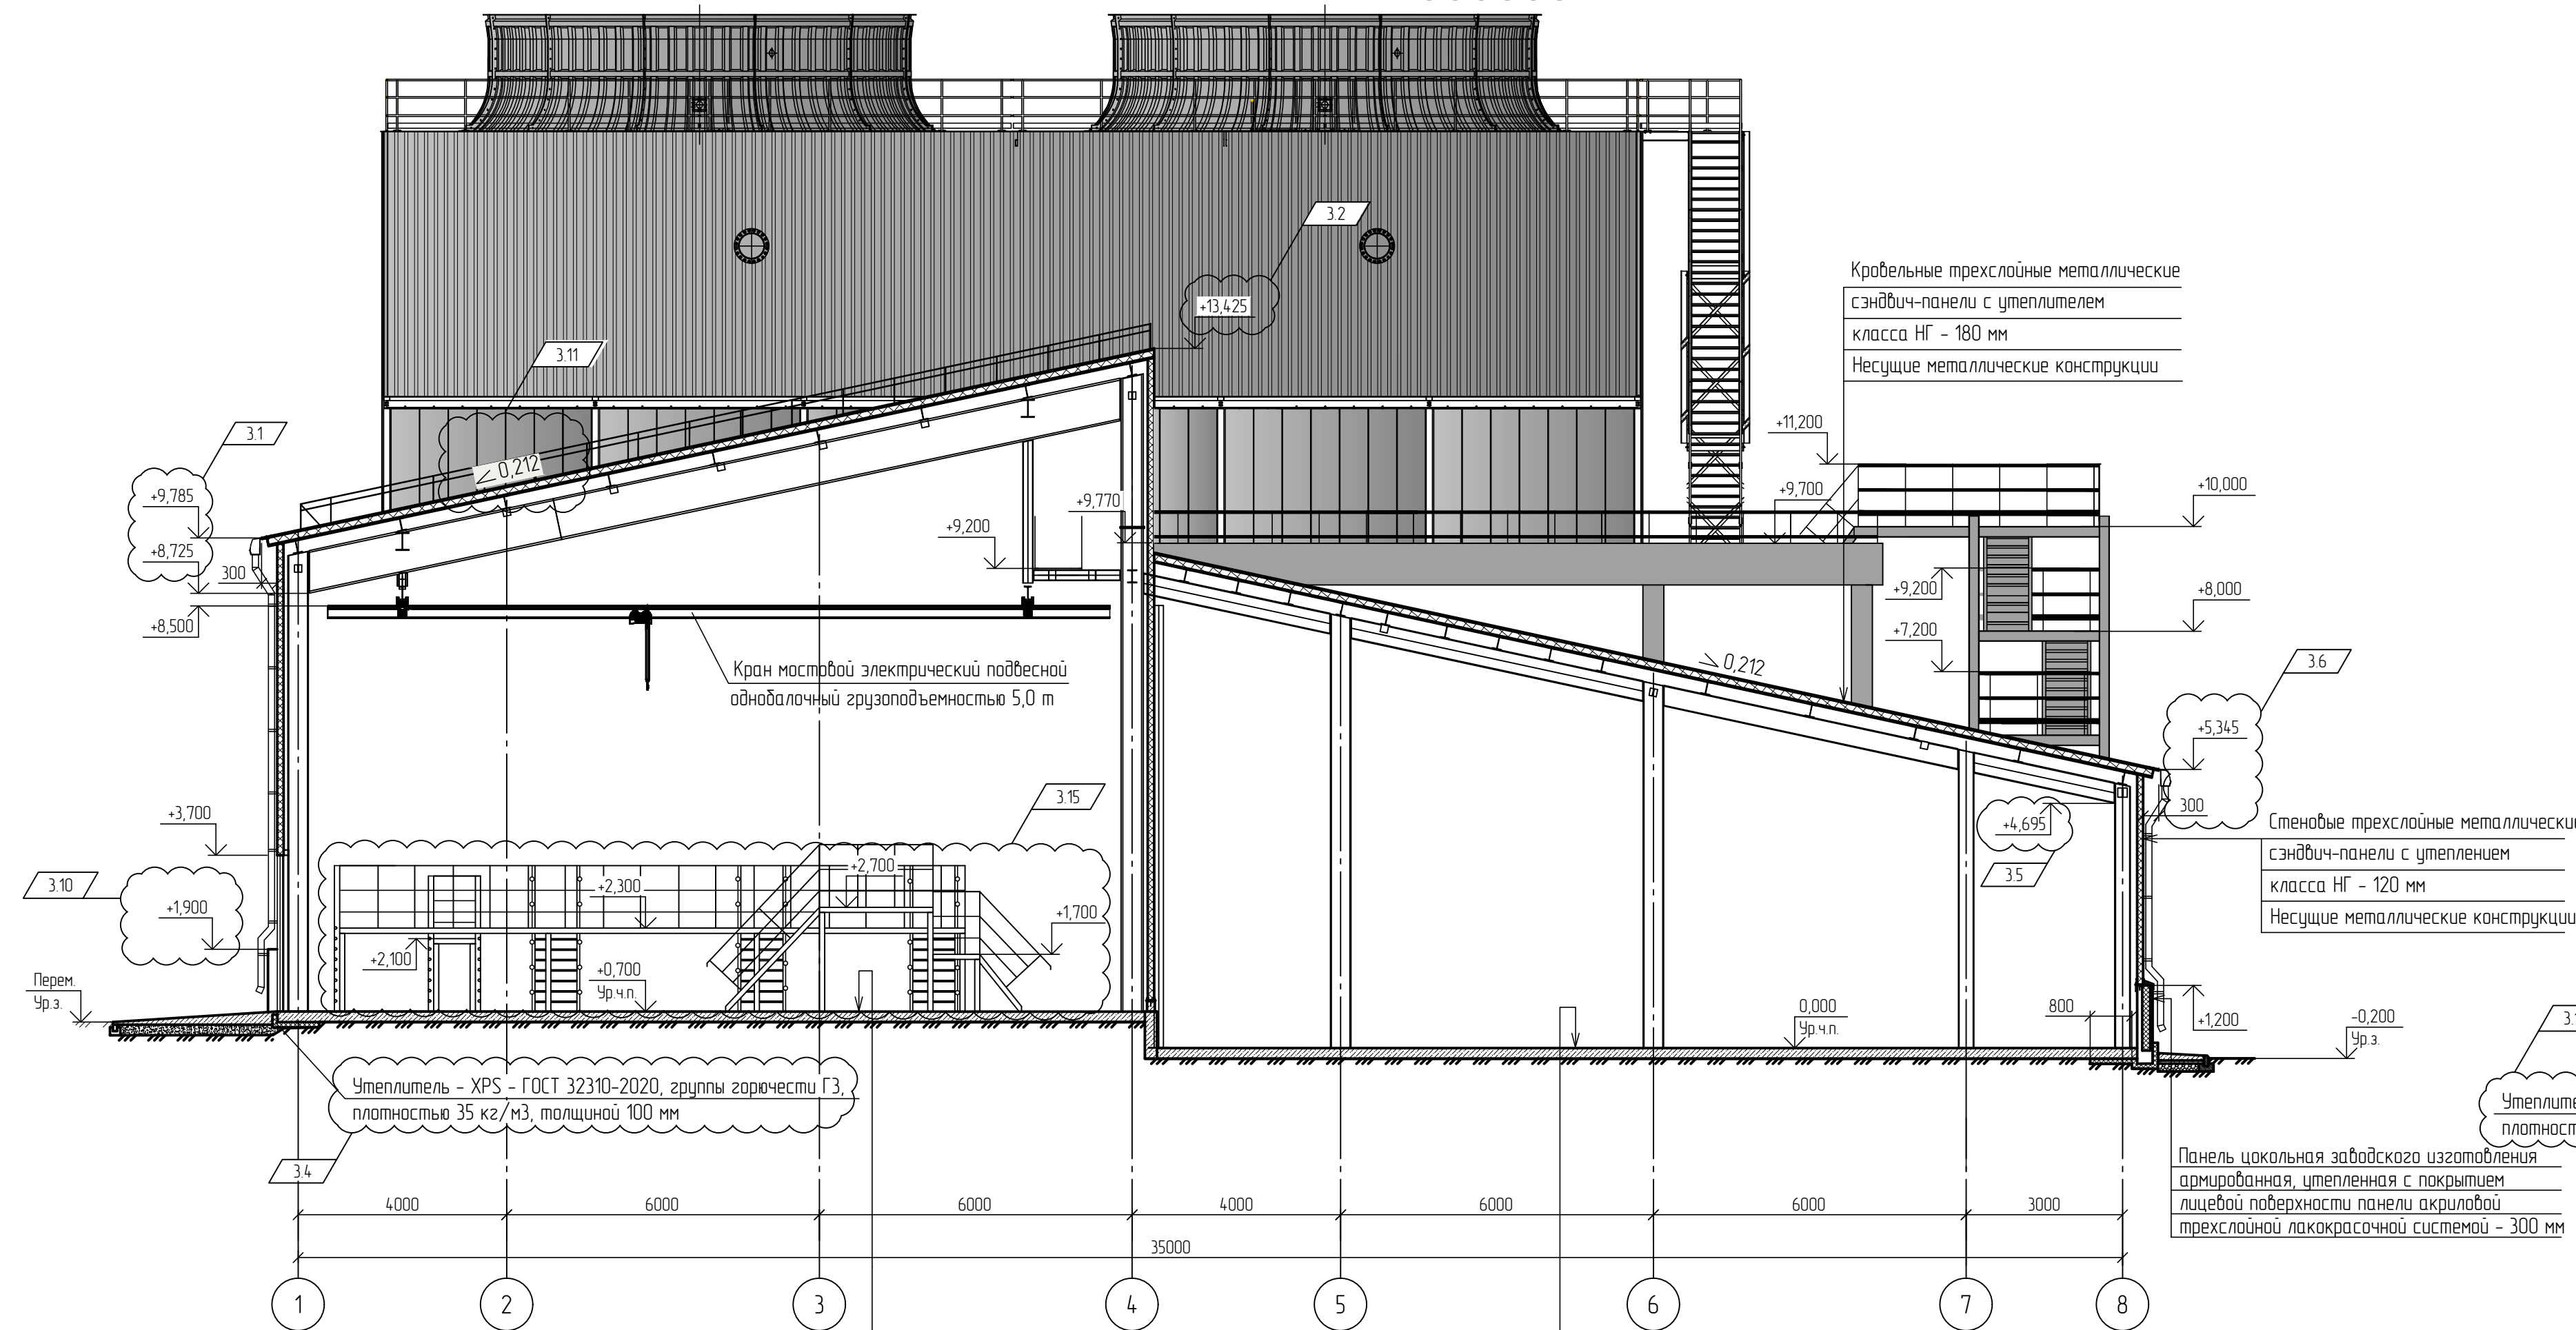 3.2
+13,425
Кровельные трехслойные металлические
сэндвич-панели с утеплителем
класса НГ - 180 мм
Несущие металлические конструкции
3.11
0,212
3.1
+9,785
+8,725
300
+8,500
+9,770
+9,200
+11,200
+9,700
+10,000
+9,200
+8,000
+7,200
Кран мостовой электрический подвесной
однобалочный грузоподъемностью 5,0 т
0,212
3.6
+5,345
300
Стеновые трехслойные металлические
сэндвич-панели с утеплением
класса НГ - 120 мм
Несущие металлические конструкции
+4,695
3.5
3.15
+3,700
3.10
+1,900
+2,700
+2,300
+1,700
+2,100
+0,700
Ур.ч.п.
Перем.
Ур.з.
0,000
Ур.ч.п.
800
+1,200
-0,200
Ур.з.
Утеплитель - XPS - ГОСТ 32310-2020, группы горючести Г3,
плотностью 35 кг/м3, толщиной 100 мм
3.4
Панель цокольная заводского изготовления
армированная, утепленная с покрытием
лицевой поверхности панели акриловой
трехслойной лакокрасочной системой - 300 мм
4000 6000 6000 4000 6000 6000 3000
35000
1 2 3 4 5 6 7 8